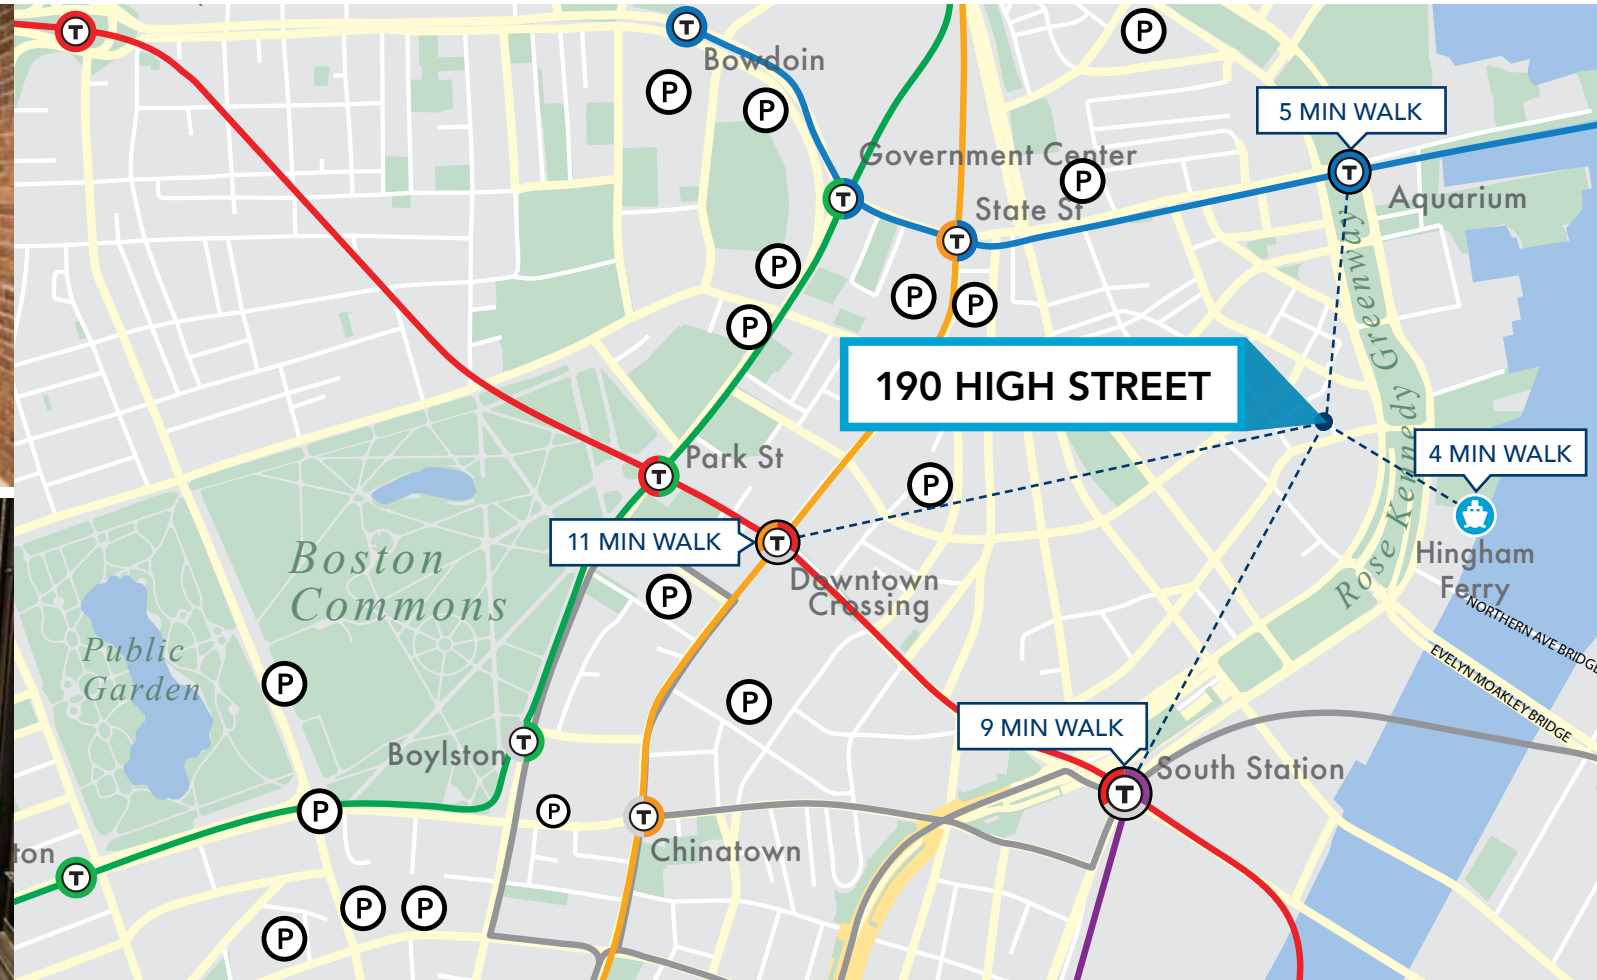 T
T
Bowdoin
P
P
P
5 MIN WALK
Government Center
P
T
Aquarium
T
State St
T
P
P
P
P
190 HIGH STREET
Rose Kennedy Greenway
4 MIN WALK
Park St
T
P
11 MIN WALK
T
Downtown
Crossing
Hingham
Ferry
Boston
Commons
P
NORTHERN AVE BRIDGE
EVELYN MOAKLEY BRIDGE
Public
Garden
P
P
9 MIN WALK
T
Boylston
South Station
T
P
P
T
Chinatown
ton
T
P
P
P